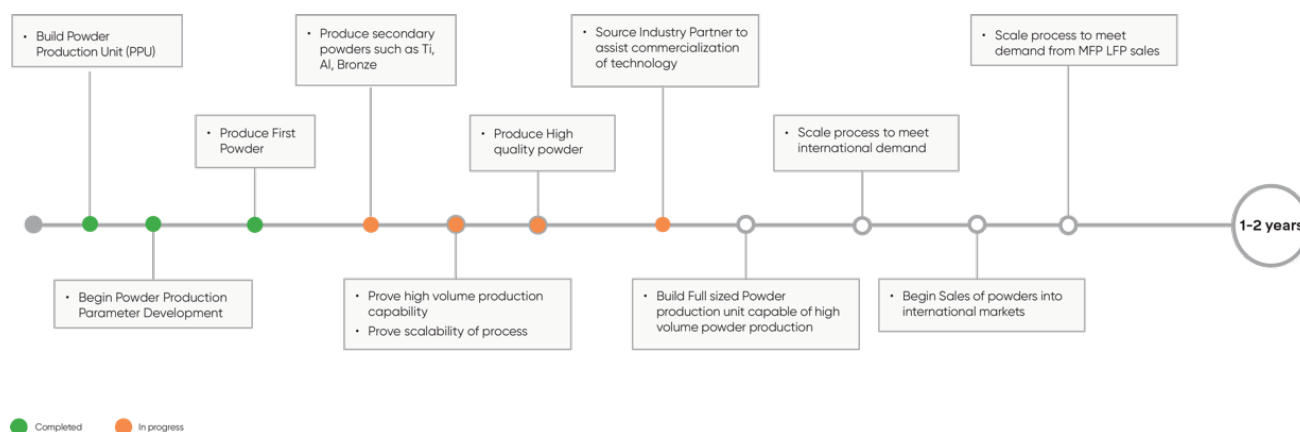 • Build Powder
Production Unit (PPU)
• Produce secondary
powders such as Ti,
Al, Bronze
• Source Industry Partner to
assist commercialization
of technology
• Scale process to meet
demand from MFP LFP sales
• Produce First
Powder
• Produce High
quality powder
• Scale process to meet
international demand
1-2 years
• Begin Powder Production
Parameter Development
• Prove high volume production
capability
• Prove scalability of process
• Build Full sized Powder
production unit capable of high
volume powder production
• Begin Sales of powders into
international markets
Completed
In progress